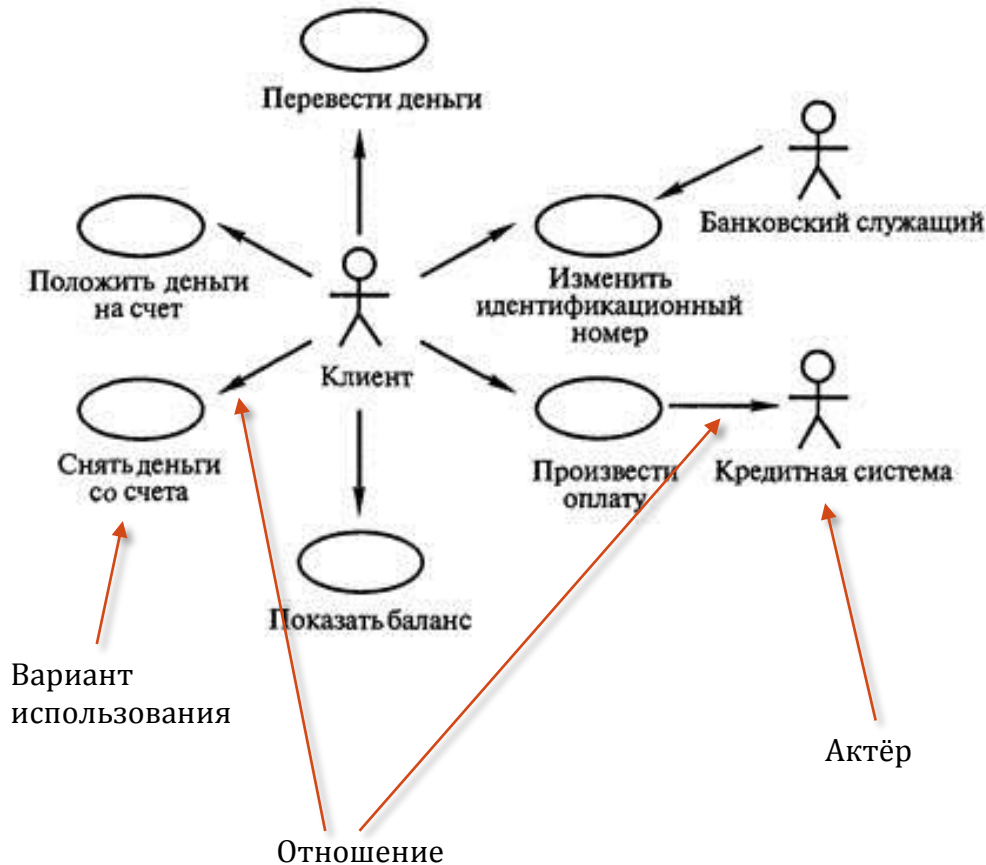 Перевести деньги
Банковский служащий
Положить деньги
на счет
Изменить
идентификационный
номер
Клиент
Снять деньги
со счета
Произвести
оплату
Кредитная система
Показать баланс
Вариант
использования
Актёр
Отношение